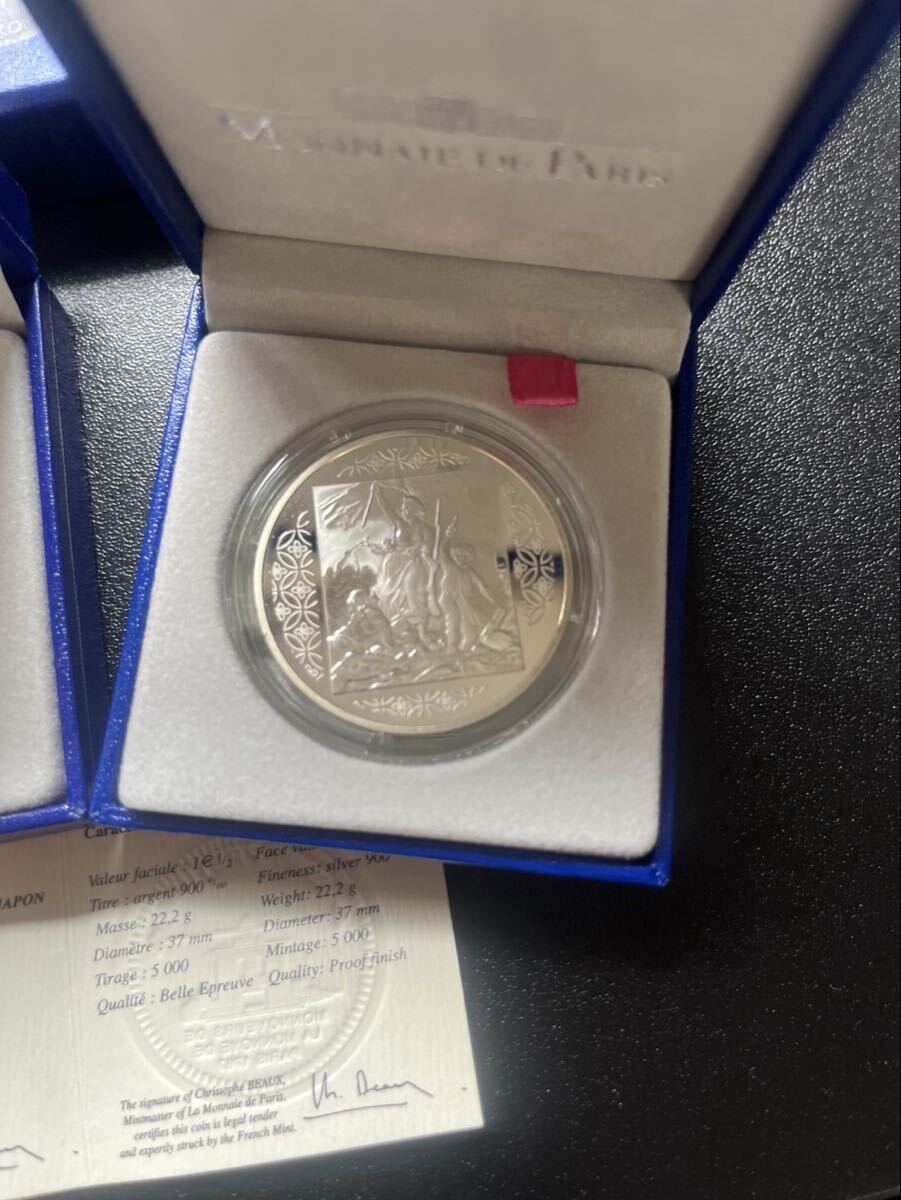 MONNAIE DE PARIS
JAPON
Valeur faciale : 1 € ½
Titre : argent 900 ‰
Masse : 22,2 g
Diamètre : 37 mm
Tirage : 5 000
Qualité : Belle Epreuve
Face
Fineness: silver 900
Weight: 22,2 g
Diameter: 37 mm
Mintage: 5 000
Quality: Proof finish
The signature of Christophe BEAUX,
Mintmaster of La Monnaie de Paris,
certifies this coin is legal tender
and expertly struck by the French Mint.